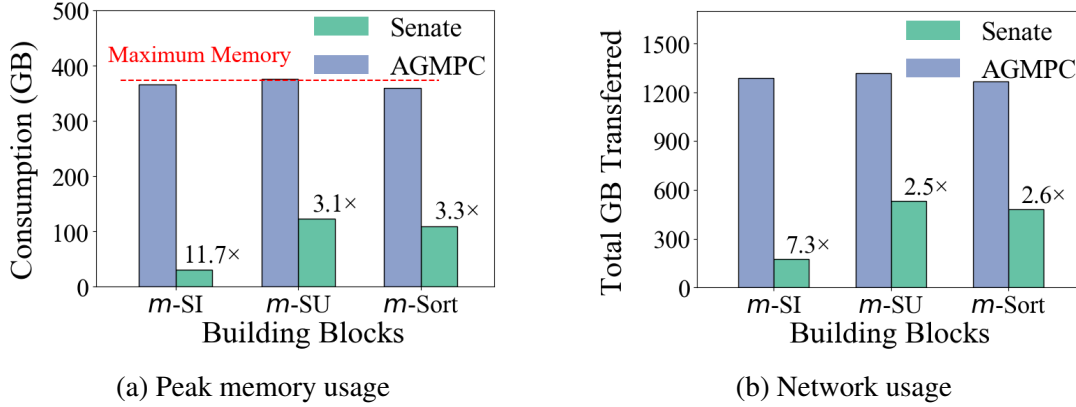 500
400
300
200
100
0
Consumption (GB)
Senate
AGMPC
Maximum Memory
11.7×
3.1×
3.3×
m-SI
m-SU
m-Sort
Building Blocks
(a) Peak memory usage
1500
1200
900
600
300
0
Total GB Transferred
Senate
AGMPC
7.3×
2.5×
2.6×
m-SI
m-SU
m-Sort
Building Blocks
(b) Network usage